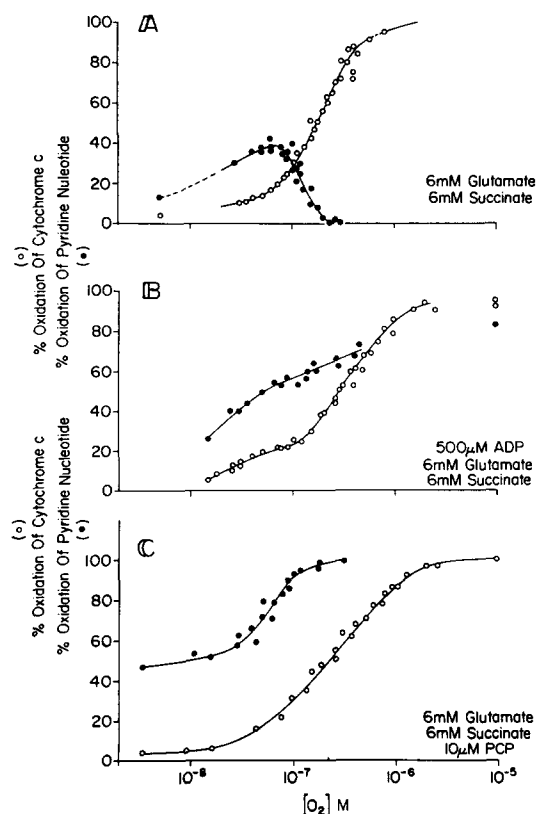 A
100
80
60
40
20
0
6mM Glutamate
6mM Succinate
(o)
% Oxidation Of Cytochrome c
% Oxidation Of Pyridine Nuleotide
(●)
B
100
80
60
40
20
0
500μM ADP
6mM Glutamate
6mM Succinate
(o)
% Oxidation Of Cytochrome c
% Oxidation Of Pyridine Nucleotide
(●)
C
100
80
60
40
20
0
6mM Glutamate
6mM Succinate
10μM PCP
10⁻⁸ 10⁻⁷ 10⁻⁶ 10⁻⁵
[O₂] M